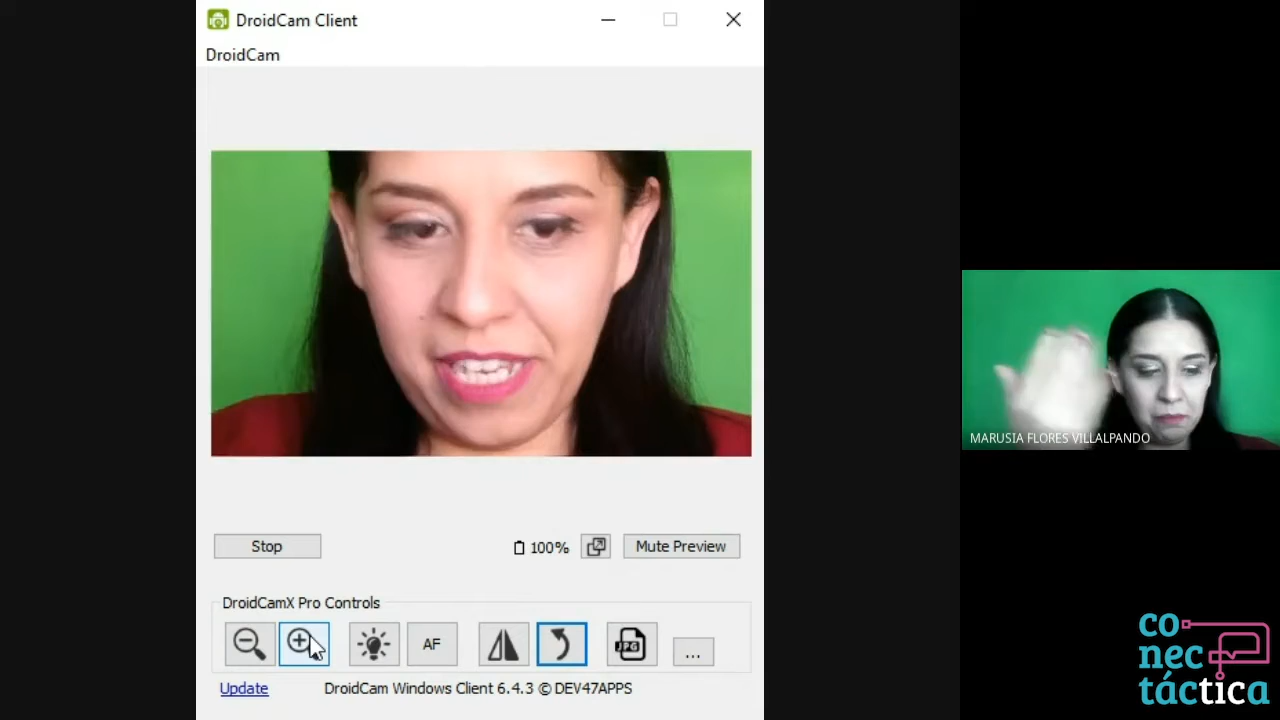 DroidCam Client
DroidCam
MARUSIA FLORES VILLALPANDO
Stop
100%
Mute Preview
DroidCamX Pro Controls
AF
JPG
...
Update
DroidCam Windows Client 6.4.3 © DEV47APPS
co
nec
táctica